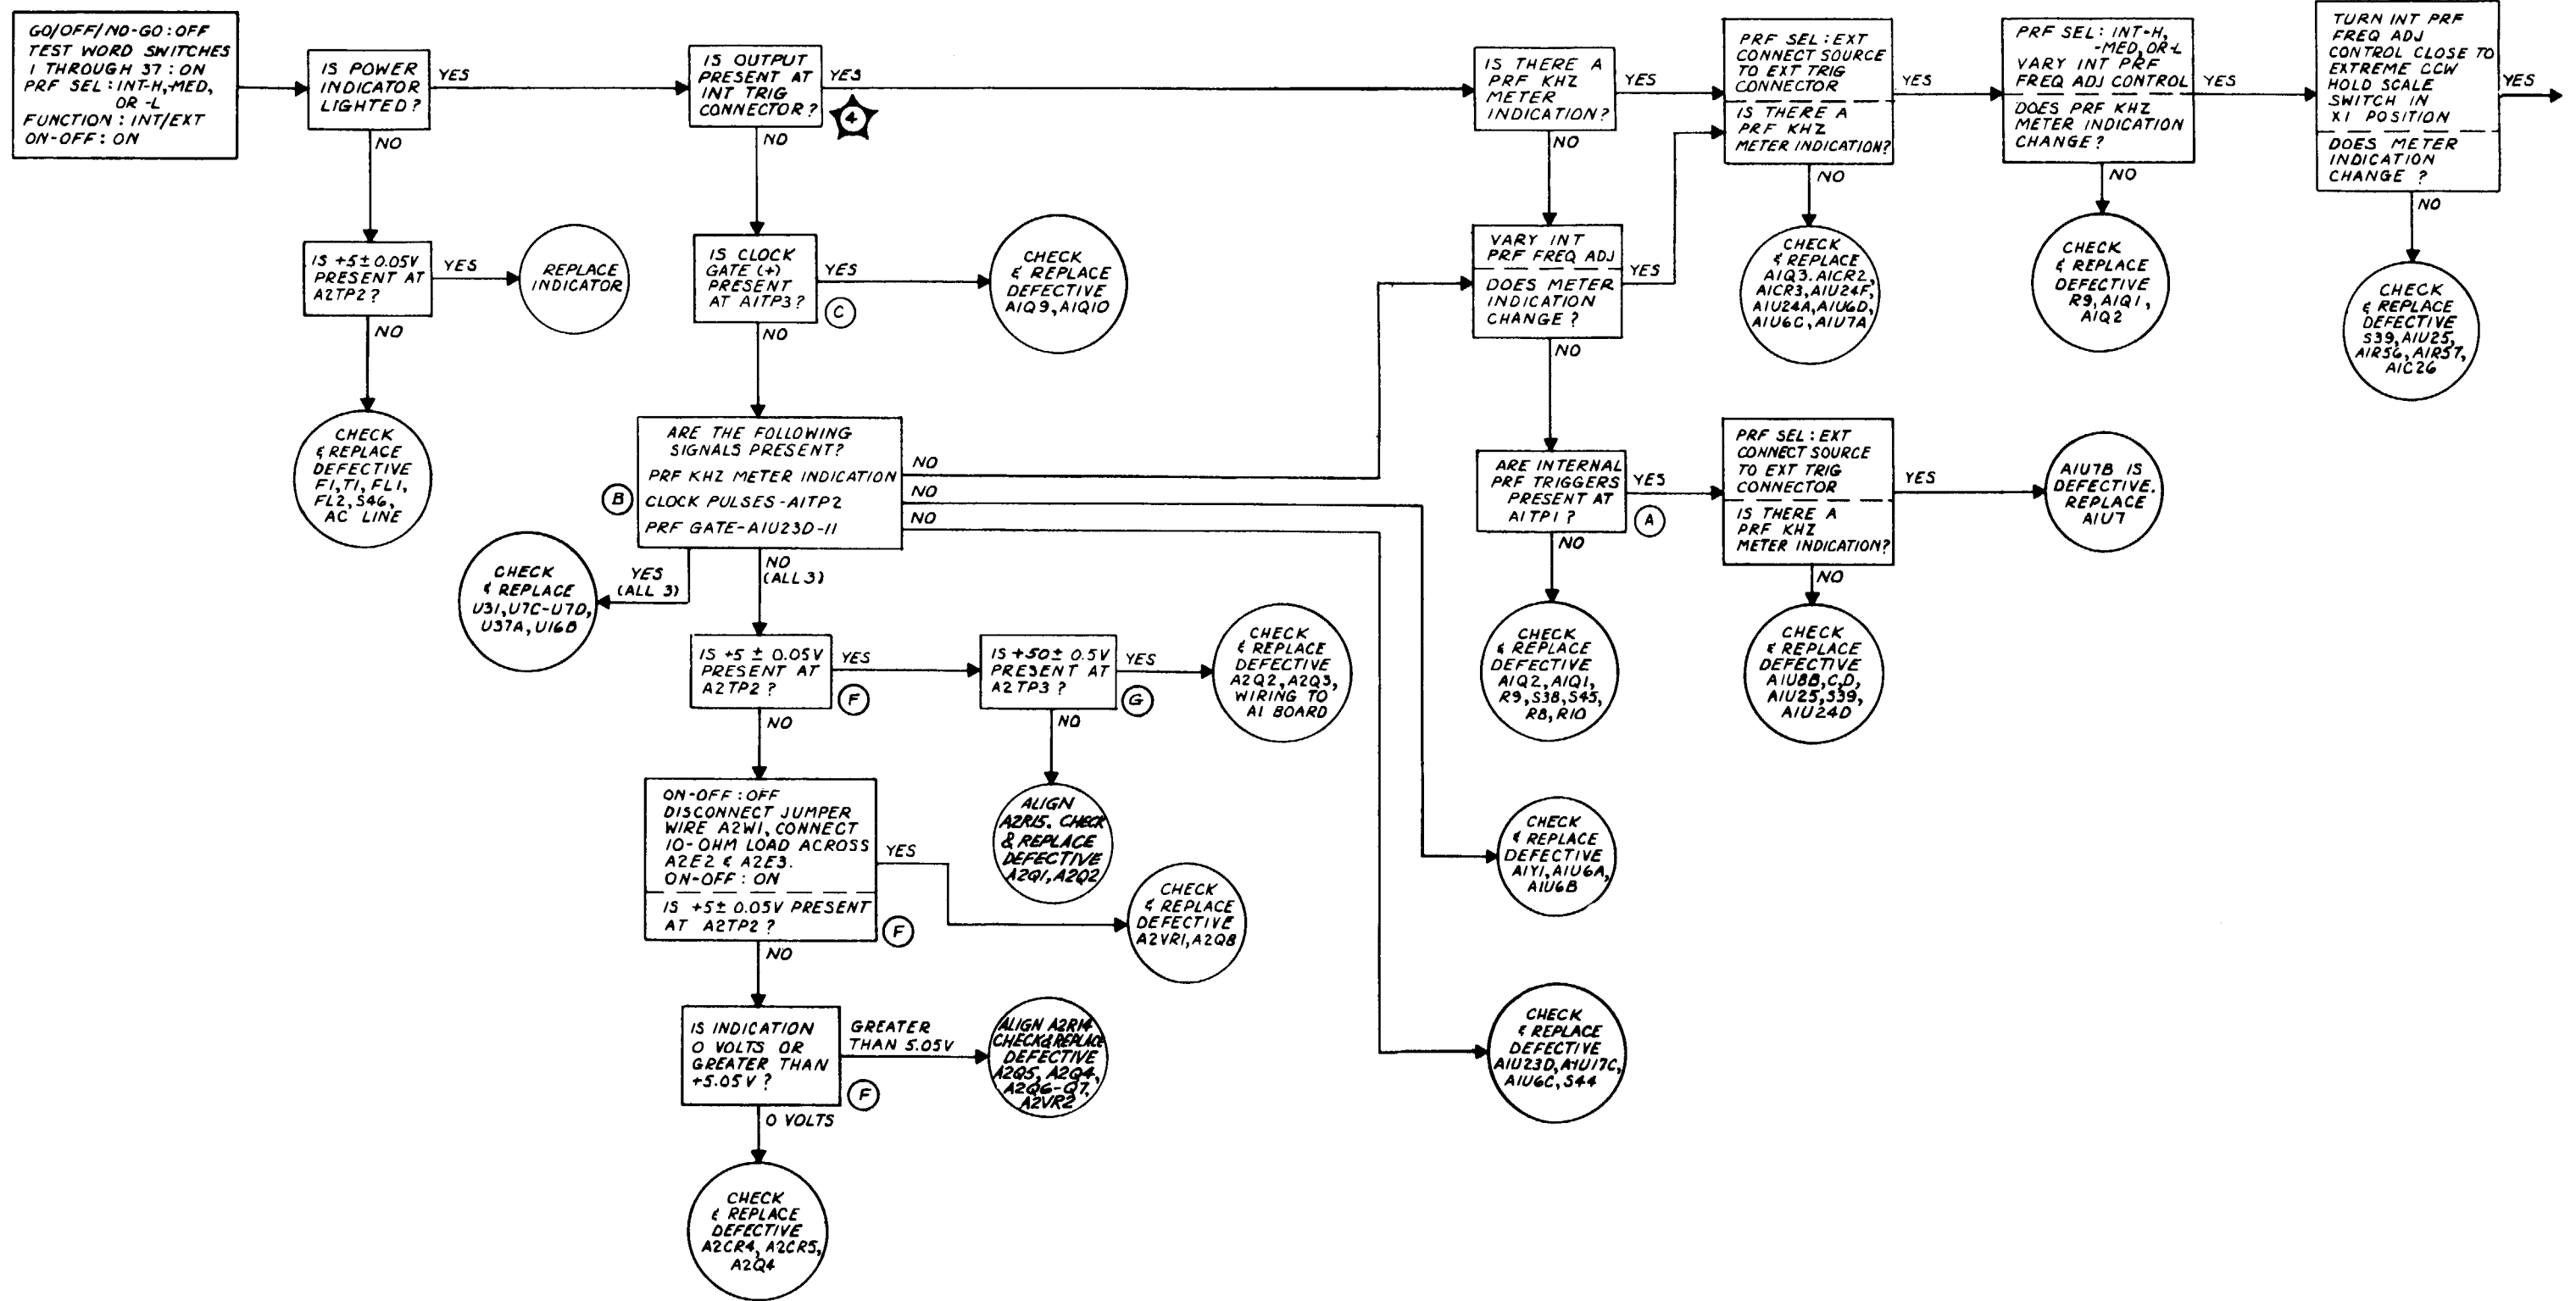 GO/OFF/NO-GO : OFF
TEST WORD SWITCHES
1 THROUGH 37 : ON
PRF SEL : INT-H,-MED,
OR -L
FUNCTION : INT/EXT
ON-OFF : ON
IS POWER
INDICATOR
LIGHTED ?
YES
NO
IS +5 ± 0.05V
PRESENT AT
A2TP2 ?
YES
REPLACE
INDICATOR
NO
CHECK
& REPLACE
DEFECTIVE
F1, T1, FL1,
FL2, S46,
AC LINE
IS OUTPUT
PRESENT AT
INT TRIG
CONNECTOR ?
YES
4
NO
IS CLOCK
GATE (+)
PRESENT
AT A1TP3 ?
YES
C
CHECK
& REPLACE
DEFECTIVE
A1Q9, A1Q10
NO
ARE THE FOLLOWING
SIGNALS PRESENT?
PRF KHZ METER INDICATION
CLOCK PULSES - A1TP2
PRF GATE - A1U23D-11
B
NO
NO
NO
YES
(ALL 3)
CHECK
& REPLACE
U31, U7C-U7D,
U37A, U16B
NO
(ALL 3)
IS +5 ± 0.05V
PRESENT AT
A2TP2 ?
YES
F
IS +50 ± 0.5V
PRESENT AT
A2TP3 ?
YES
G
CHECK
& REPLACE
DEFECTIVE
A2Q2, A2Q3,
WIRING TO
A1 BOARD
NO
ALIGN
A2R15. CHECK
& REPLACE
DEFECTIVE
A2Q1, A2Q2
NO
ON-OFF : OFF
DISCONNECT JUMPER
WIRE A2W1, CONNECT
10-OHM LOAD ACROSS
A2E2 & A2E3.
ON-OFF : ON
IS +5 ± 0.05V PRESENT
AT A2TP2 ?
YES
F
CHECK
& REPLACE
DEFECTIVE
A2VR1, A2Q8
NO
IS INDICATION
0 VOLTS OR
GREATER THAN
+5.05V ?
GREATER
THAN 5.05V
F
ALIGN A2R14
CHECK & REPLACE
DEFECTIVE
A2Q5, A2Q4,
A2Q6-Q7,
A2VR2
0 VOLTS
CHECK
& REPLACE
DEFECTIVE
A2CR4, A2CR5,
A2Q4
IS THERE A
PRF KHZ
METER
INDICATION?
YES
NO
VARY INT
PRF FREQ ADJ
DOES METER
INDICATION
CHANGE ?
YES
NO
ARE INTERNAL
PRF TRIGGERS
PRESENT AT
A1TP1 ?
YES
A
NO
CHECK
& REPLACE
DEFECTIVE
A1Q2, A1Q1,
R9, S38, S45,
R8, R10
CHECK
& REPLACE
DEFECTIVE
A1Y1, A1U6A,
A1U6B
CHECK
& REPLACE
DEFECTIVE
A1U23D, A1U17C,
A1U6C, S44
PRF SEL : EXT
CONNECT SOURCE
TO EXT TRIG
CONNECTOR
IS THERE A
PRF KHZ
METER INDICATION?
YES
NO
CHECK
& REPLACE
A1Q3. A1CR2,
A1CR3, A1U24F,
A1U24A, A1U6D,
A1U6C, A1U7A
PRF SEL : EXT
CONNECT SOURCE
TO EXT TRIG
CONNECTOR
IS THERE A
PRF KHZ
METER INDICATION?
YES
A1U7B IS
DEFECTIVE.
REPLACE
A1U7
NO
CHECK
& REPLACE
DEFECTIVE
A1U8B, C, D,
A1U25, S39,
A1U24D
PRF SEL : INT-H,
-MED, OR-L
VARY INT PRF
FREQ ADJ CONTROL
DOES PRF KHZ
METER INDICATION
CHANGE ?
YES
NO
CHECK
& REPLACE
DEFECTIVE
R9, A1Q1,
A1Q2
TURN INT PRF
FREQ ADJ
CONTROL CLOSE TO
EXTREME CCW
HOLD SCALE
SWITCH IN
X1 POSITION
DOES METER
INDICATION
CHANGE ?
YES
NO
CHECK
& REPLACE
DEFECTIVE
S39, A1U25,
A1R56, A1R57,
A1C26